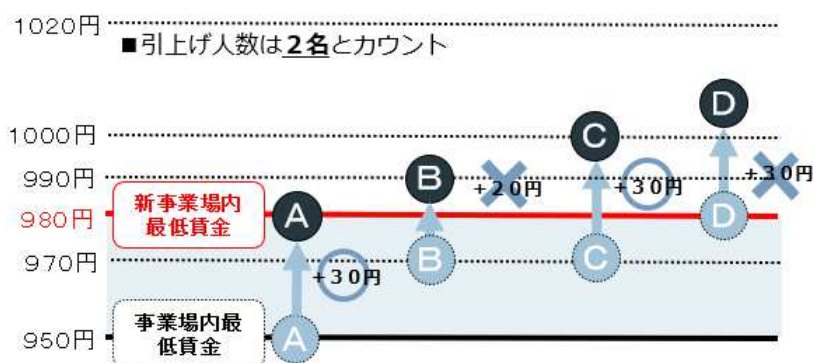 1020円
■引上げ人数は2名とカウント
1000円
990円
980円
970円
950円
新事業場内
最低賃金
事業場内最
低賃金
A
A
+30円
B
B
+20円
C
C
+30円
D
D
+30円